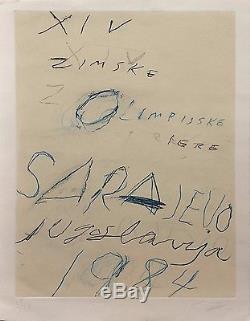 XIV
ZIMSKE
Z OLIMPIJSKE
IGRE
SARAJEVO
Jugoslavija
1984